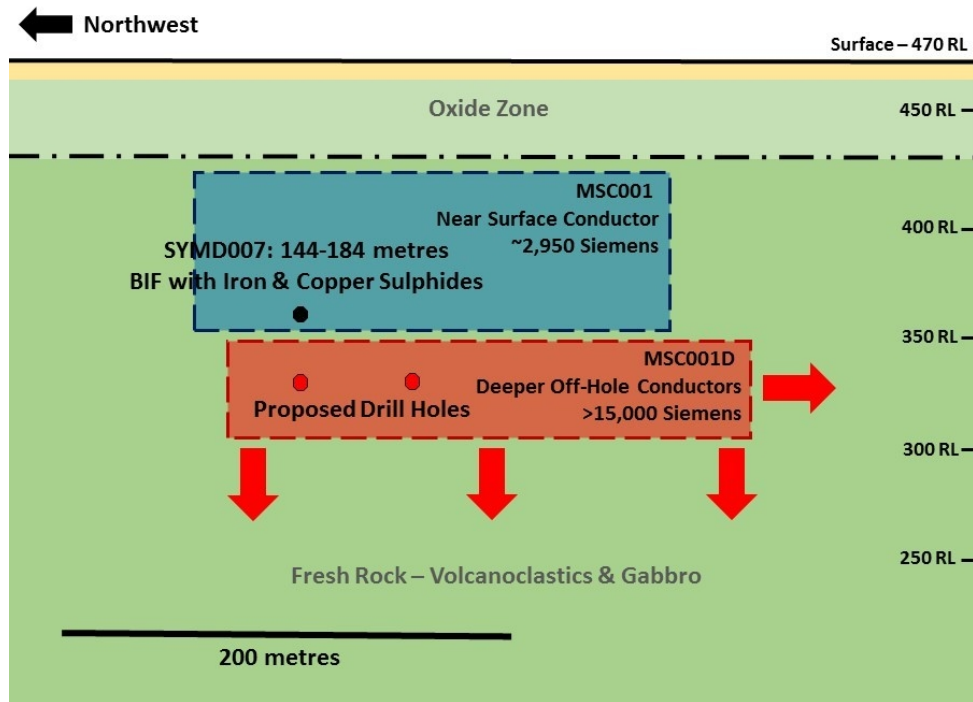 Northwest
Surface – 470 RL
Oxide Zone
450 RL
MSC001
Near Surface Conductor
~2,950 Siemens
400 RL
SYMD007: 144-184 metres
BIF with Iron & Copper Sulphides
350 RL
MSC001D
Deeper Off-Hole Conductors
>15,000 Siemens
Proposed Drill Holes
300 RL
250 RL
Fresh Rock – Volcanoclastics & Gabbro
200 metres